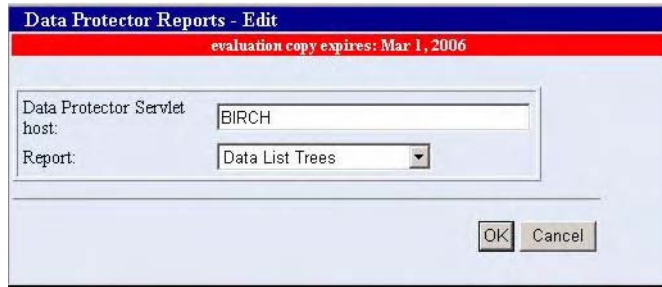 Data Protector Reports - Edit
evaluation copy expires: Mar 1, 2006
Data Protector Servlet
host:
BIRCH
Report:
Data List Trees
OK Cancel